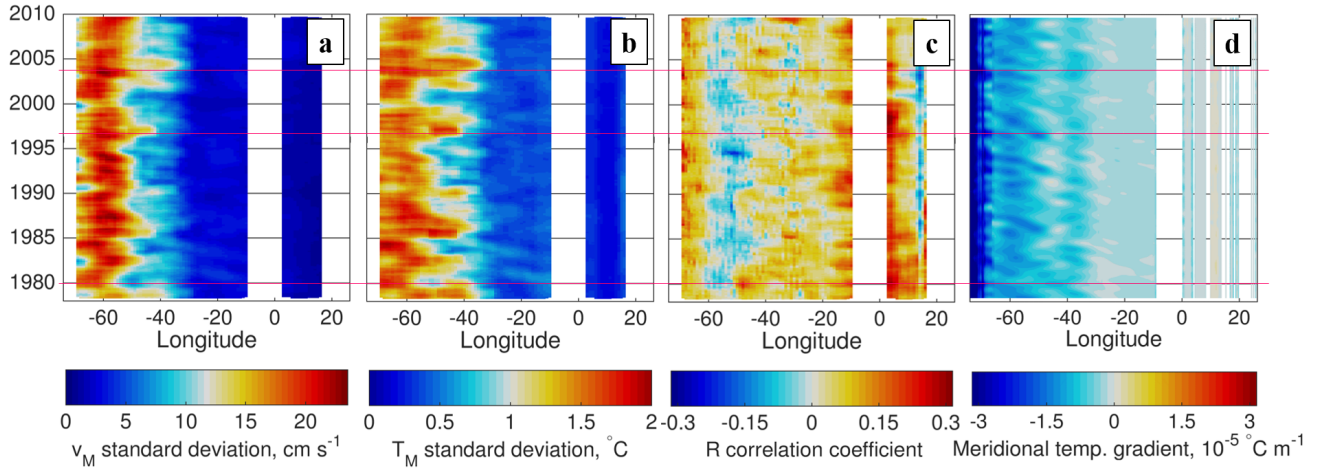 2010
2005
2000
1995
1990
1985
1980
a
b
c
d
-60 -40 -20 0 20
-60 -40 -20 0 20
-60 -40 -20 0 20
-60 -40 -20 0 20
Longitude
Longitude
Longitude
Longitude
0 5 10 15 20
0 0.5 1 1.5 2
-0.3 -0.15 0 0.15 0.3
-3 -1.5 0 1.5 3
v_M standard deviation, cm s⁻¹
T_M standard deviation, °C
R correlation coefficient
Meridional temp. gradient, 10⁻⁵ °C m⁻¹